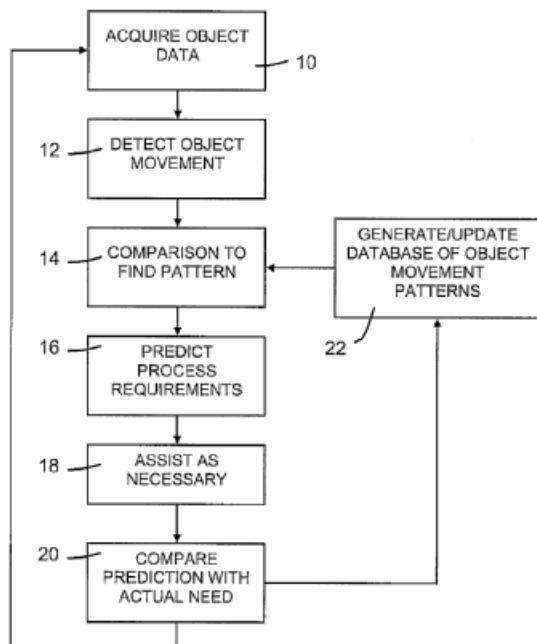 ACQUIRE OBJECT
DATA
10
12
DETECT OBJECT
MOVEMENT
14
COMPARISON TO
FIND PATTERN
GENERATE/UPDATE
DATABASE OF OBJECT
MOVEMENT
PATTERNS
22
16
PREDICT
PROCESS
REQUIREMENTS
18
ASSIST AS
NECESSARY
20
COMPARE
PREDICTION WITH
ACTUAL NEED